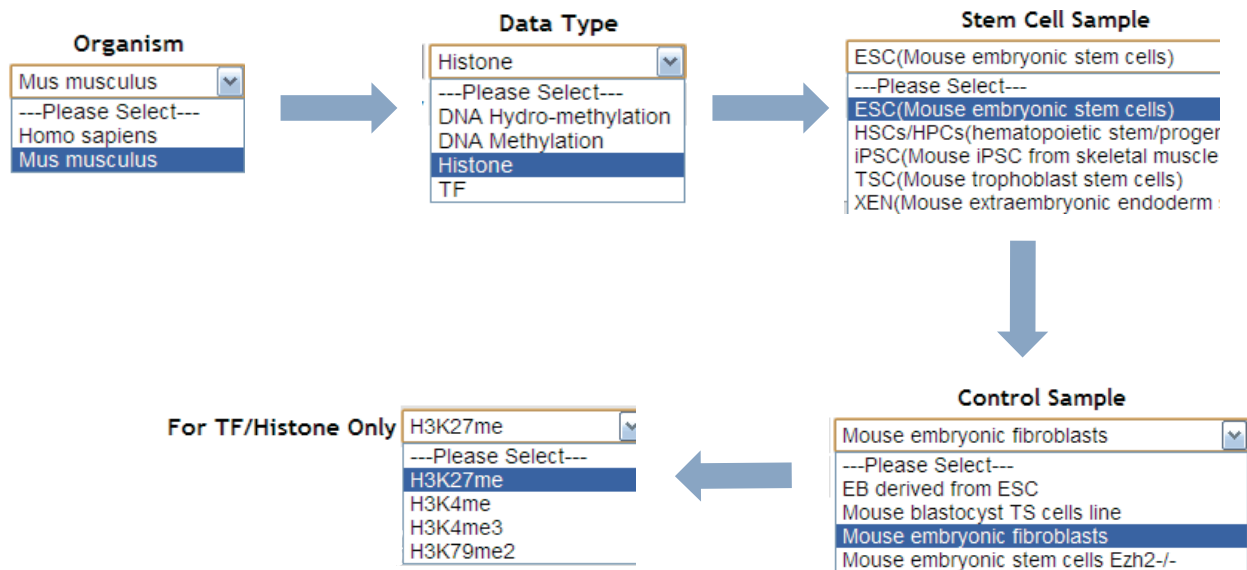 Organism
Mus musculus
---Please Select---
Homo sapiens
Mus musculus
Data Type
Histone
---Please Select---
DNA Hydro-methylation
DNA Methylation
Histone
TF
Stem Cell Sample
ESC(Mouse embryonic stem cells)
---Please Select---
ESC(Mouse embryonic stem cells)
HSCs/HPCs(hematopoietic stem/proger
iPSC(Mouse iPSC from skeletal muscle
TSC(Mouse trophoblast stem cells)
XEN(Mouse extraembryonic endoderm
Control Sample
Mouse embryonic fibroblasts
---Please Select---
EB derived from ESC
Mouse blastocyst TS cells line
Mouse embryonic fibroblasts
Mouse embryonic stem cells Ezh2-/-
For TF/Histone Only
H3K27me
---Please Select---
H3K27me
H3K4me
H3K4me3
H3K79me2